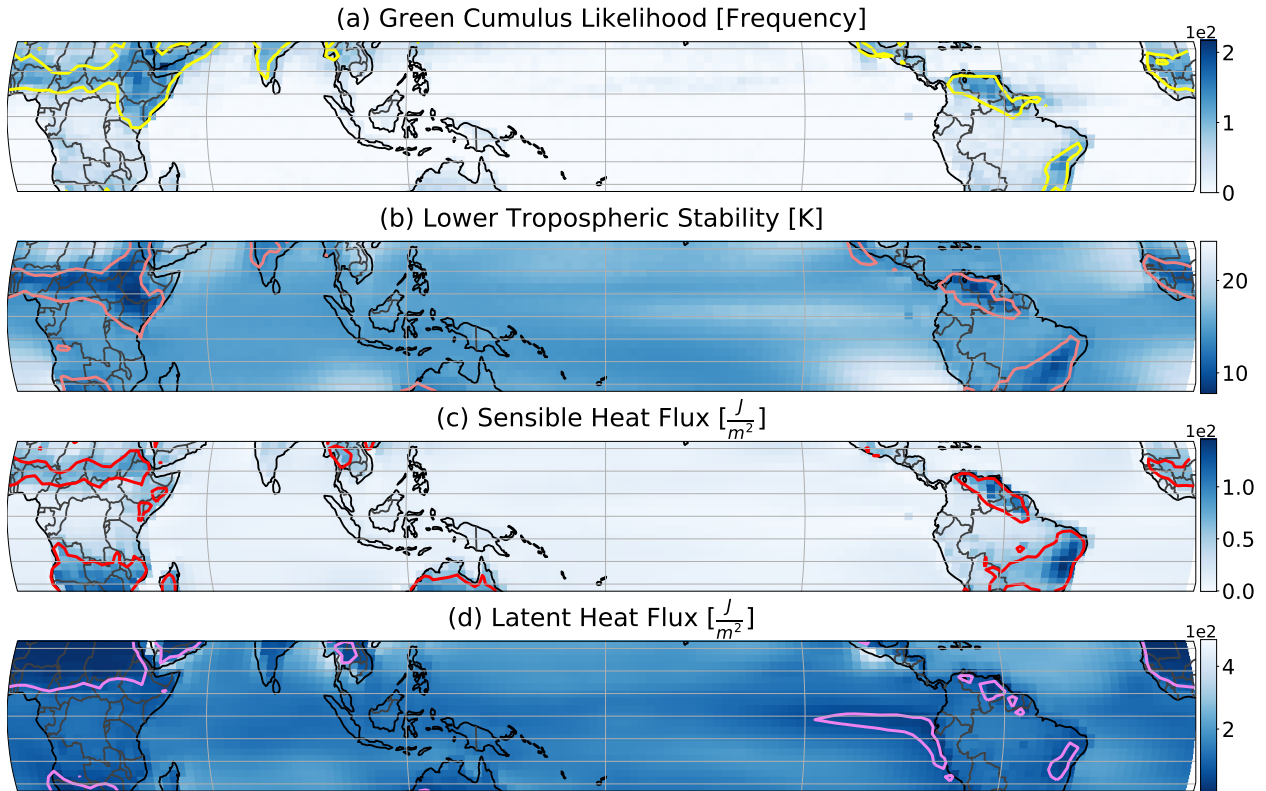 (a) Green Cumulus Likelihood [Frequency]
1e2
2
1
0
(b) Lower Tropospheric Stability [K]
20
10
(c) Sensible Heat Flux [J/m²]
1e2
1.0
0.5
0.0
(d) Latent Heat Flux [J/m²]
1e2
4
2